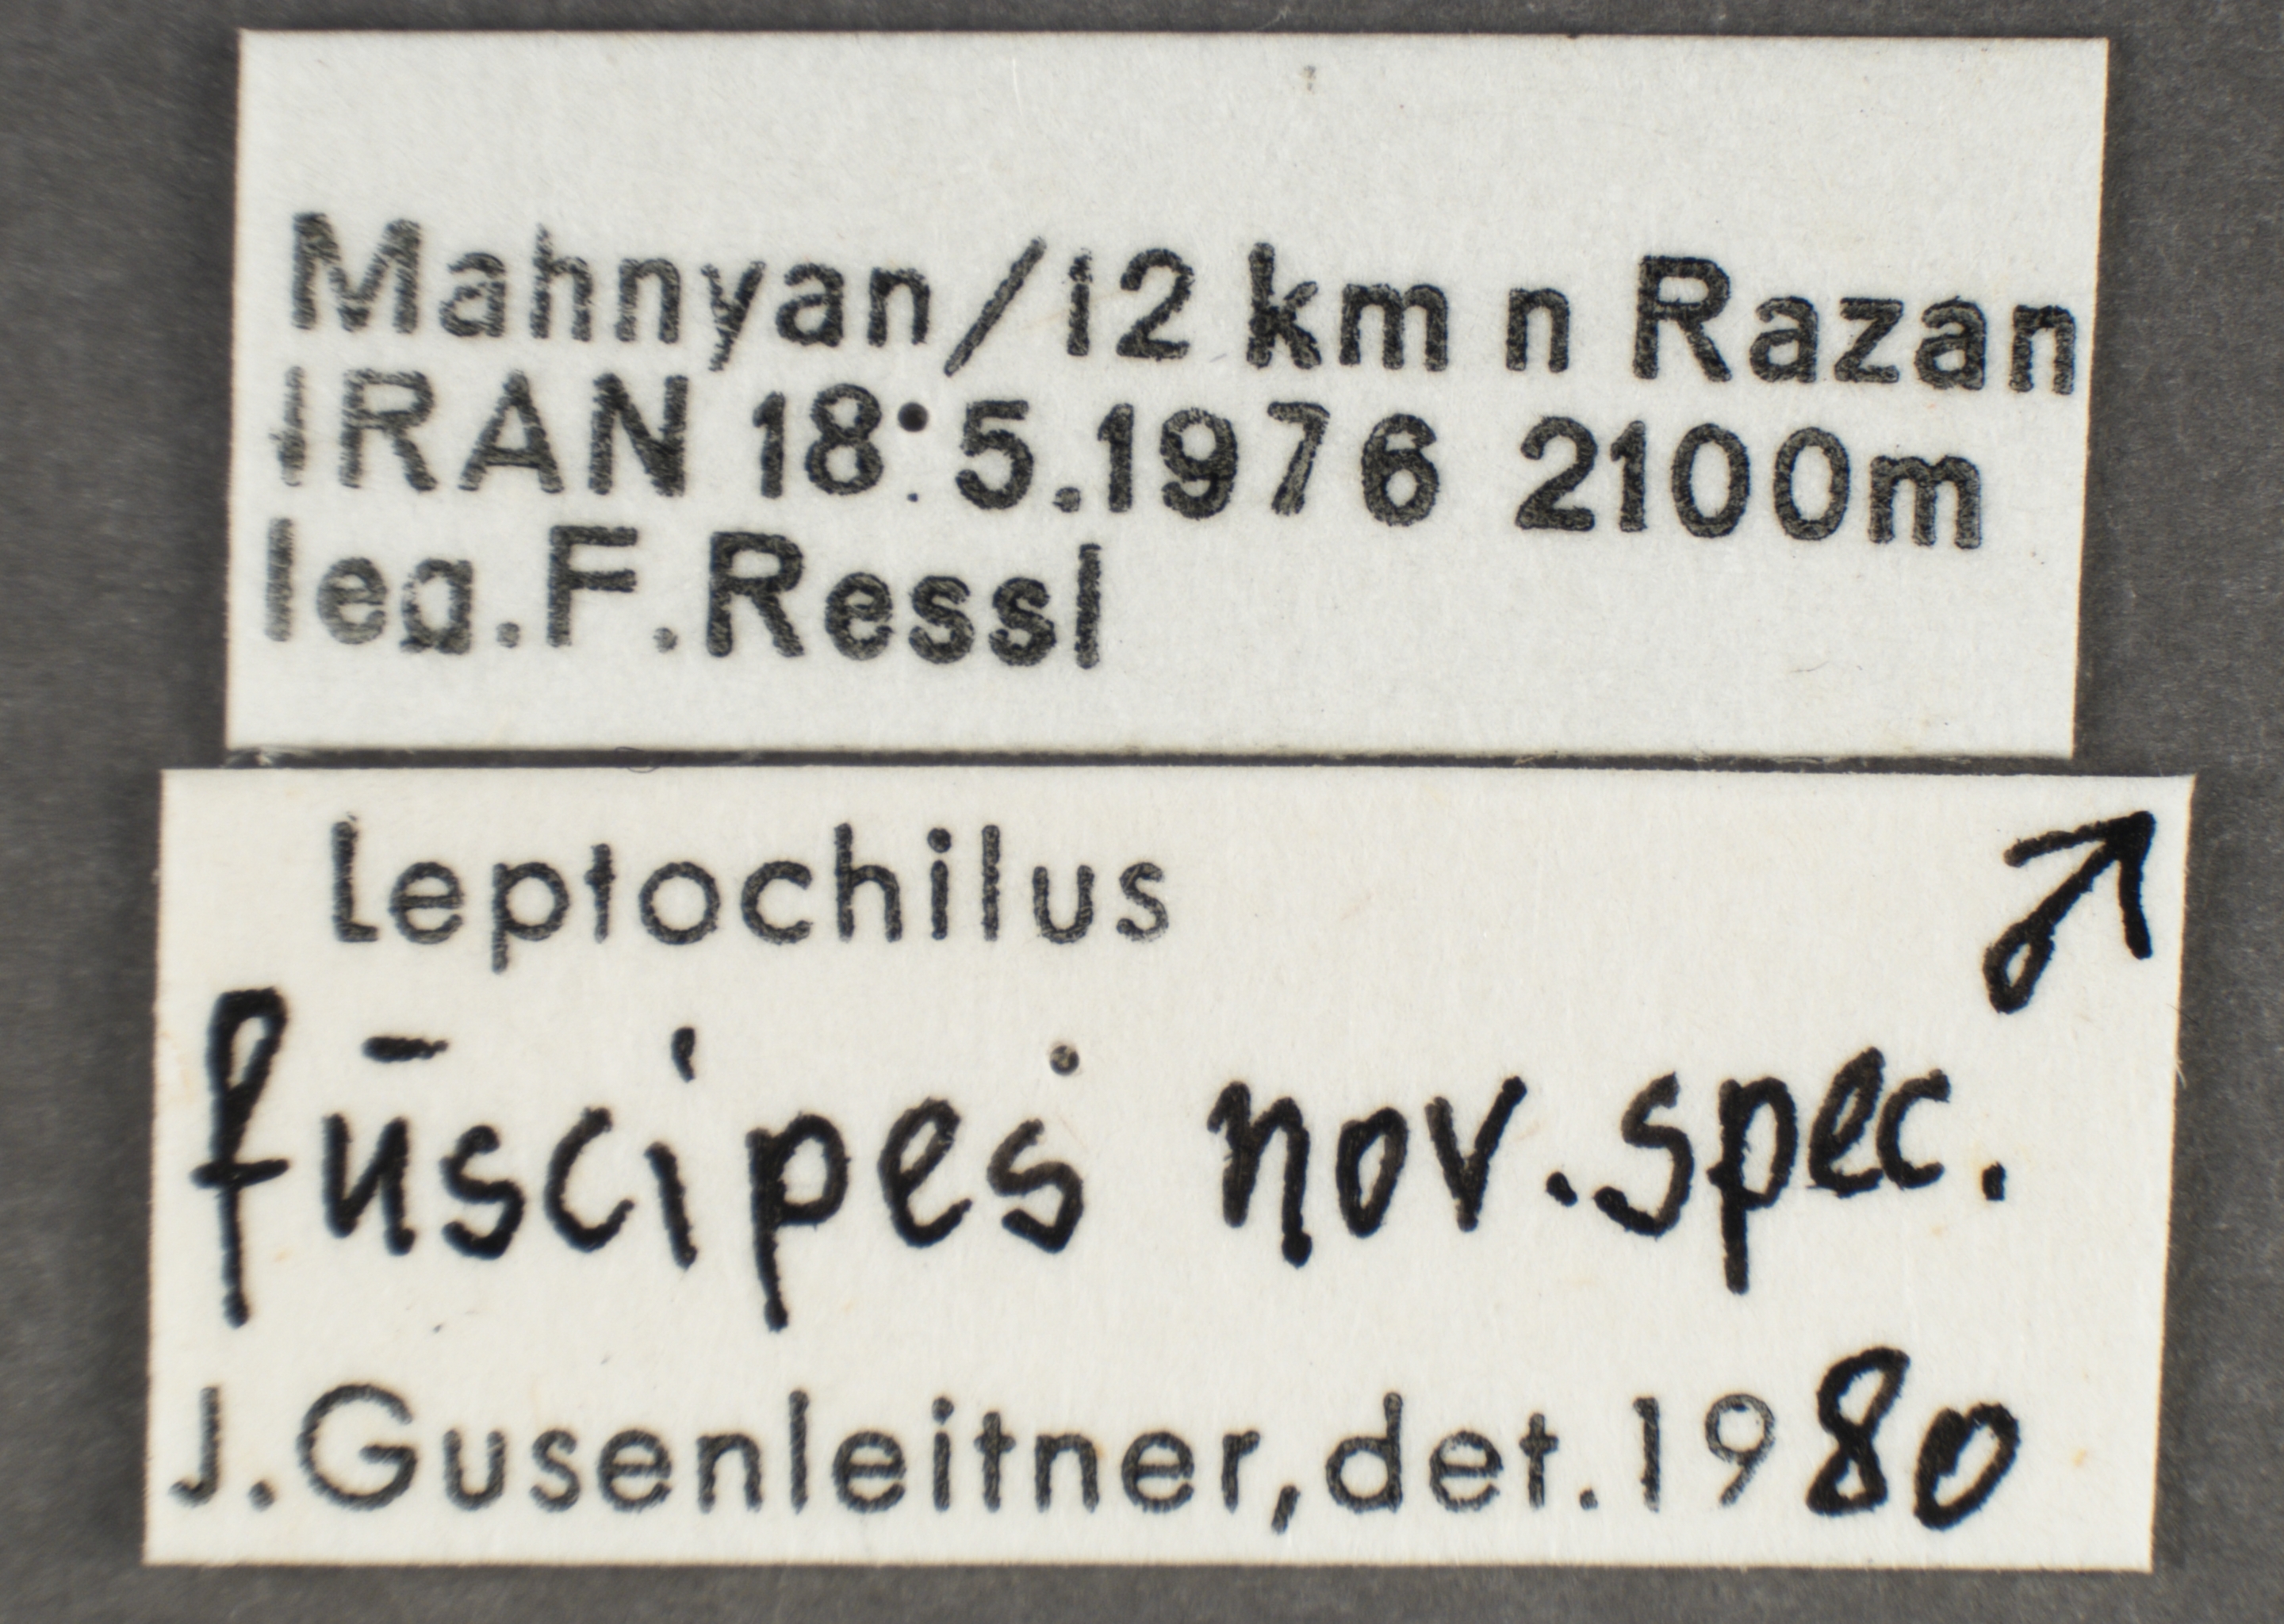 Mahnyan/12 km n Razan
IRAN 18.5.1976 2100m
leg.F.Ressl
Leptochilus ♂
fūscipes nov.spec.
J.Gusenleitner,det.1980